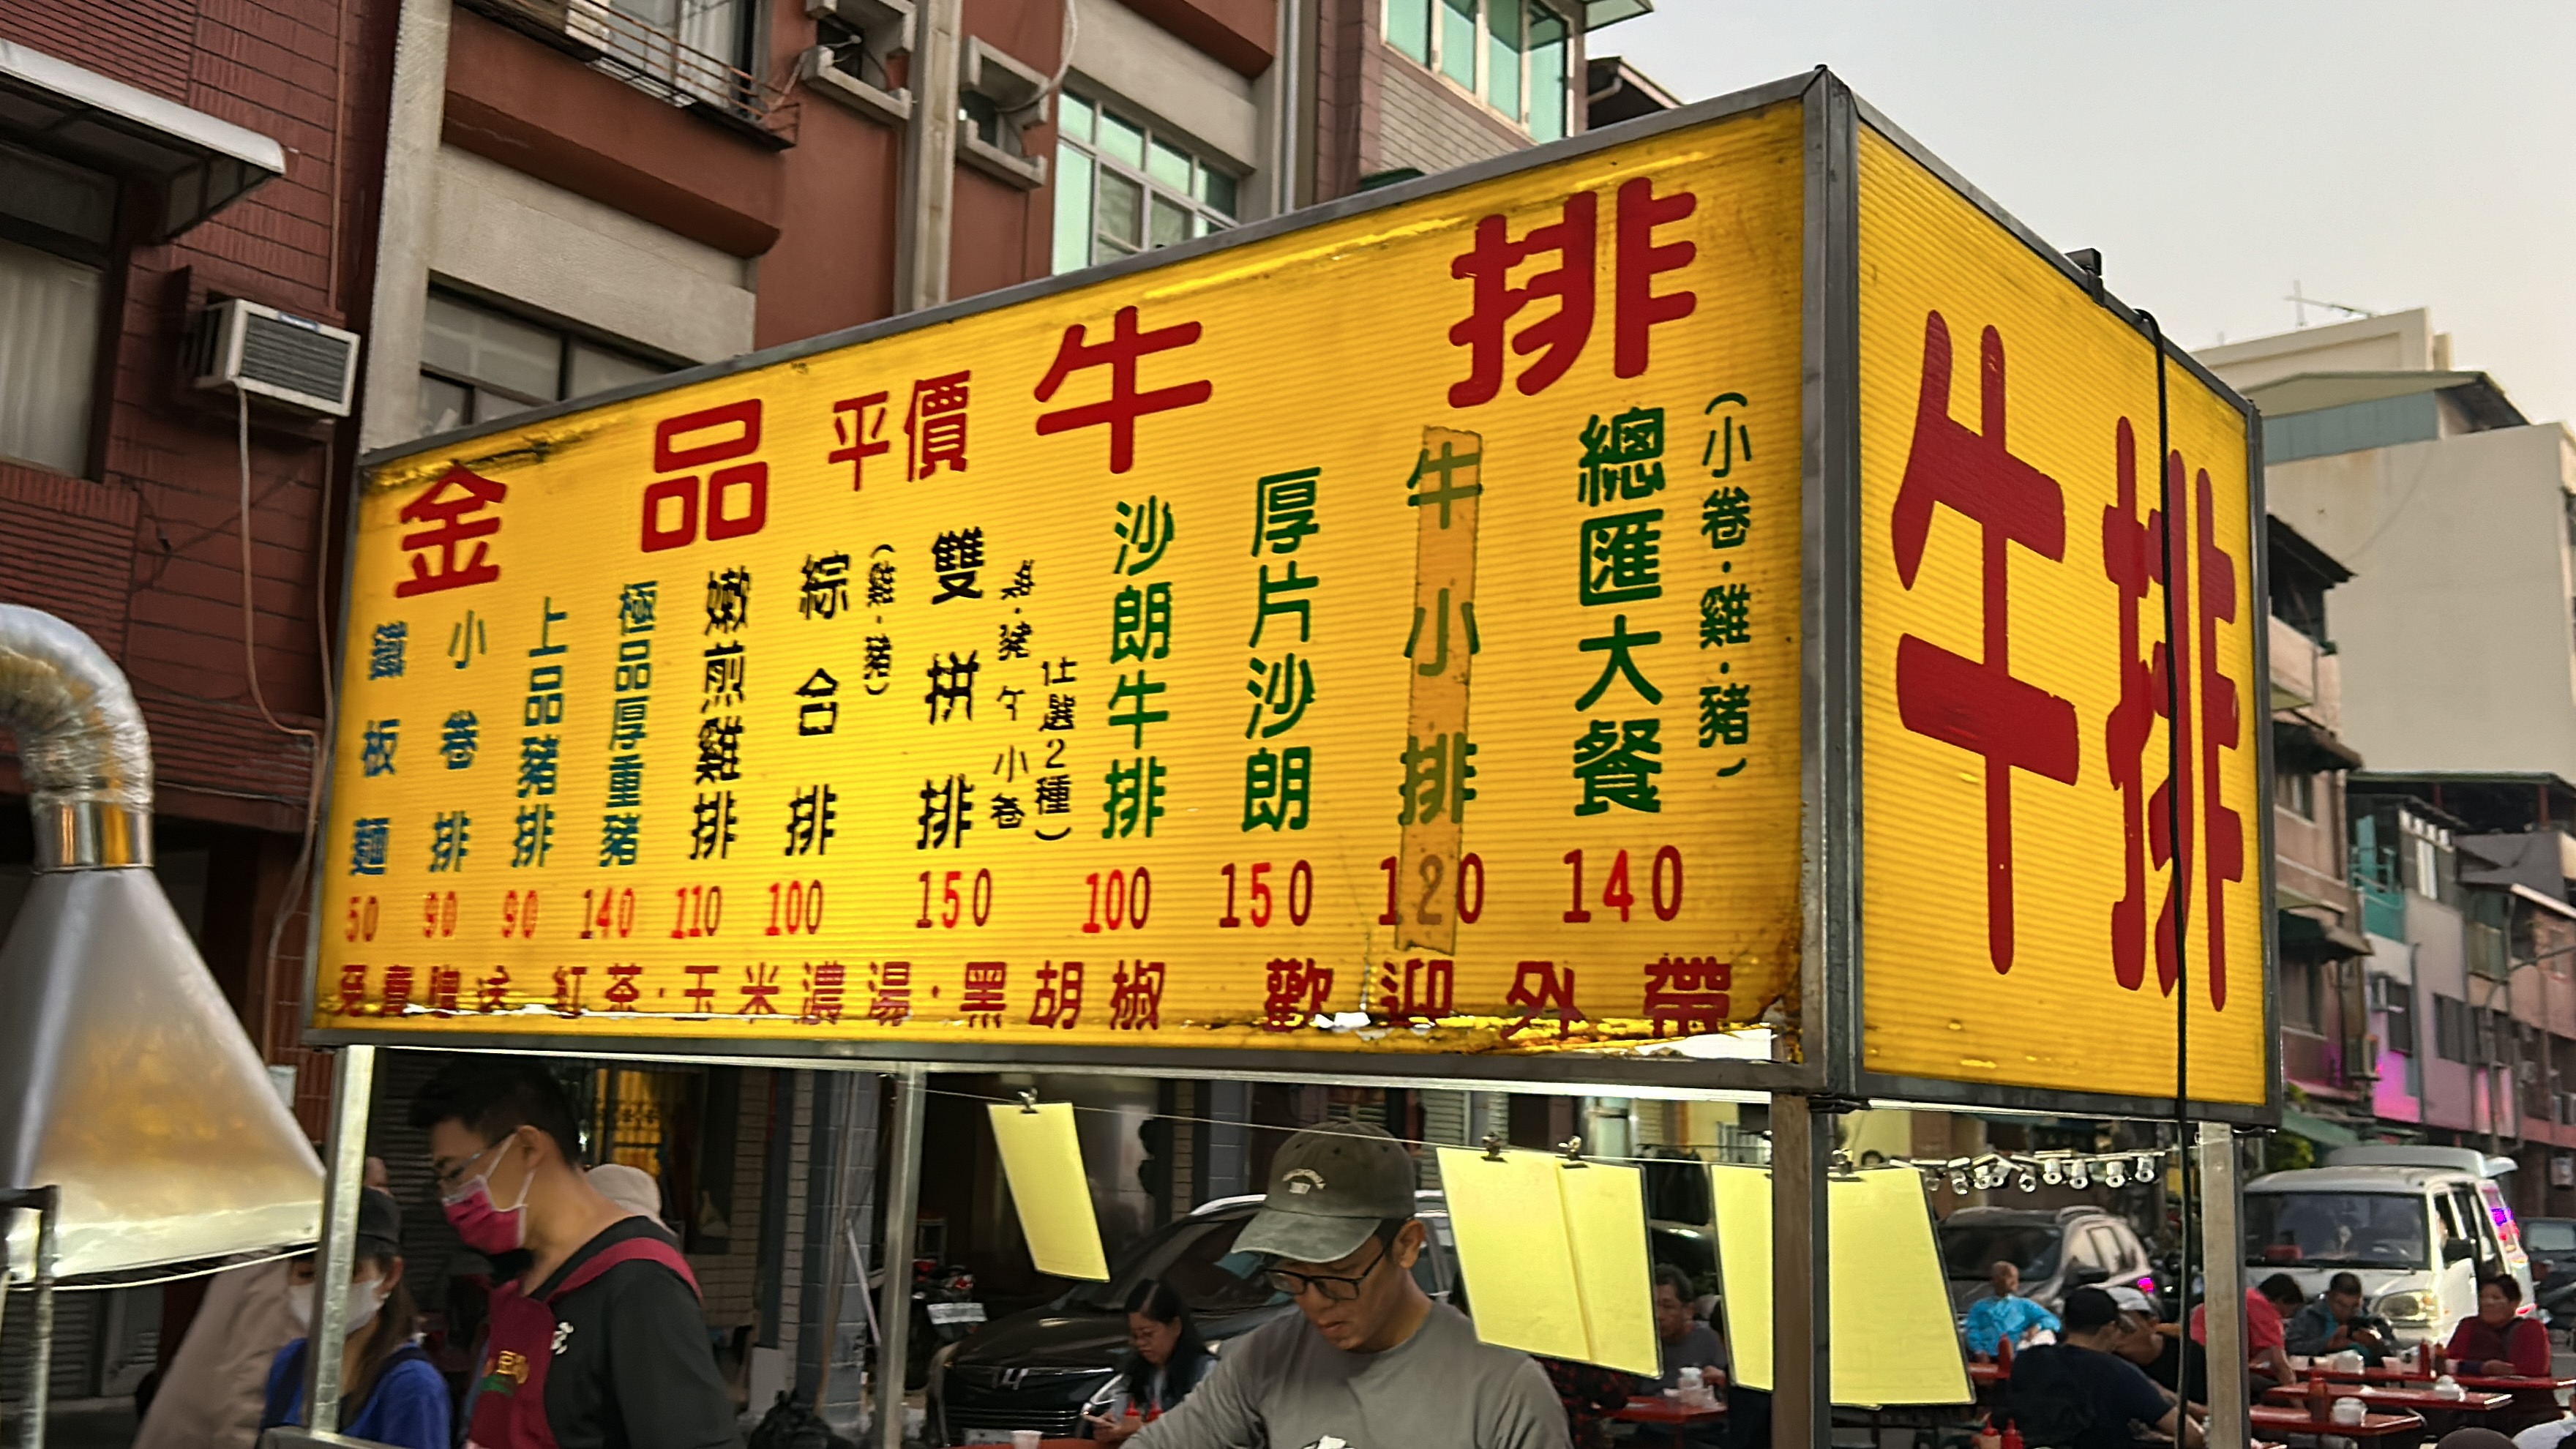 金品平價牛排
鐵板麵 50
小卷排 90
上品豬排 90
極品厚重豬 140
嫩煎雞排 110
綜合排 100
(雞·豬)
雙拼排 150
雞·豬 牛 小卷
任選2種)
沙朗牛排 100
厚片沙朗 150
牛小排 120
總匯大餐 140
(小卷·雞·豬)
免費贈送 紅茶·玉米濃湯·黑胡椒 歡迎外帶
牛排